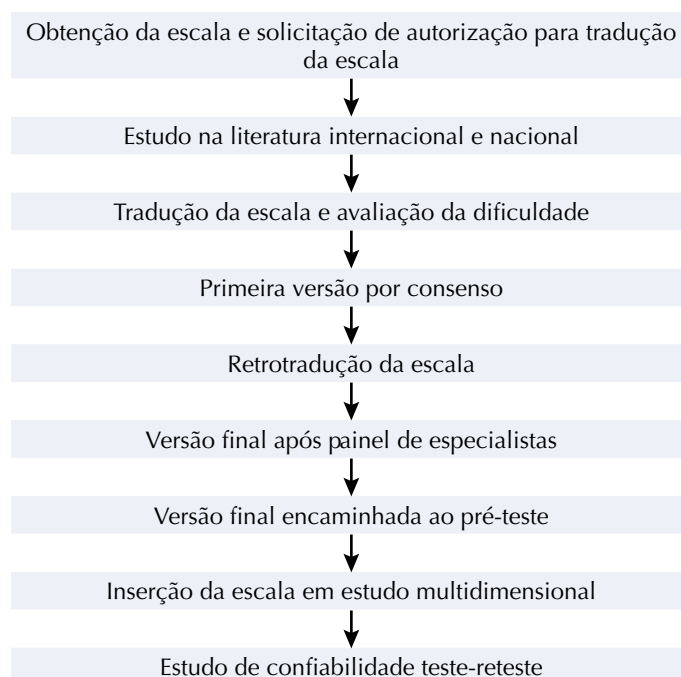 Obtenção da escala e solicitação de autorização para tradução
da escala
Estudo na literatura internacional e nacional
Tradução da escala e avaliação da dificuldade
Primeira versão por consenso
Retrotradução da escala
Versão final após painel de especialistas
Versão final encaminhada ao pré-teste
Inserção da escala em estudo multidimensional
Estudo de confiabilidade teste-reteste